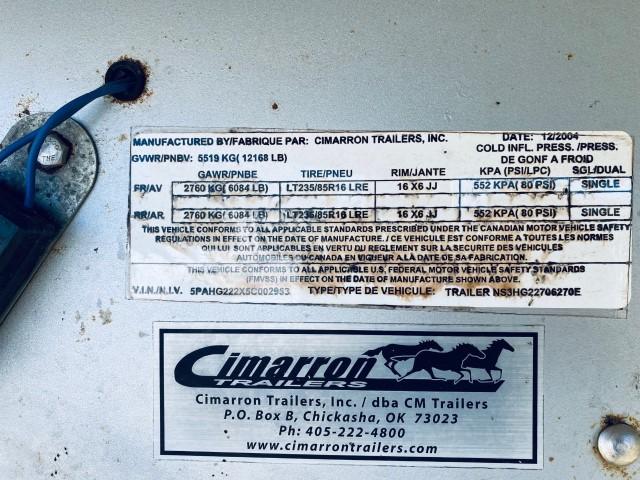 THE
MANUFACTURED BY/FABRIQUE PAR: CIMARRON TRAILERS, INC. DATE: 12/2004
GVWR/PNBV: 5519 KG( 12168 LB) COLD INFL. PRESS. /PRESS.
DE GONF A FROID
GAWR/PNBE TIRE/PNEU RIM/JANTE KPA (PSI/LPC) SGL/DUAL
FR/AV 2760 KG( 6084 LB) LT235/85R16 LRE 16 X6 JJ 552 KPA( 80 PSI) SINGLE
RR/AR 2760 KG( 6084 LB) LT235/85R16 LRE 16 X6 JJ 552 KPA( 80 PSI) SINGLE
THIS VEHICLE CONFORMS TO ALL APPLICABLE STANDARDS PRESCRIBED UNDER THE CANADIAN MOTOR VEHICLE SAFETY
REGULATIONS IN EFFECT ON THE DATE OF MANUFACTURE. / CE VEHICULE EST CONFORME A TOUTES LES NORMES
QUI LUI SONT APPLICABLES EN VERTU DU REGLEMENT SUR LA SECURITE DES VEHICULES
AUTOMOBILES DU CANADA EN VIGUEUR A LA DATE DE SA FABRICATION.
THIS VEHICLE CONFORMS TO ALL APPLICABLE U.S. FEDERAL MOTOR VEHICLE SAFETY STANDARDS
(FMVSS) IN EFFECT ON THE DATE OF MANUFACTURE SHOWN ABOVE.
V.I.N./N.I.V. 5PAHG222X5C002953 TYPE/TYPE DE VEHICULE: TRAILER NS3HG22706270E
Cimarron
TRAILERS
Cimarron Trailers, Inc. / dba CM Trailers
P.O. Box B, Chickasha, OK 73023
Ph: 405-222-4800
www.cimarrontrailers.com